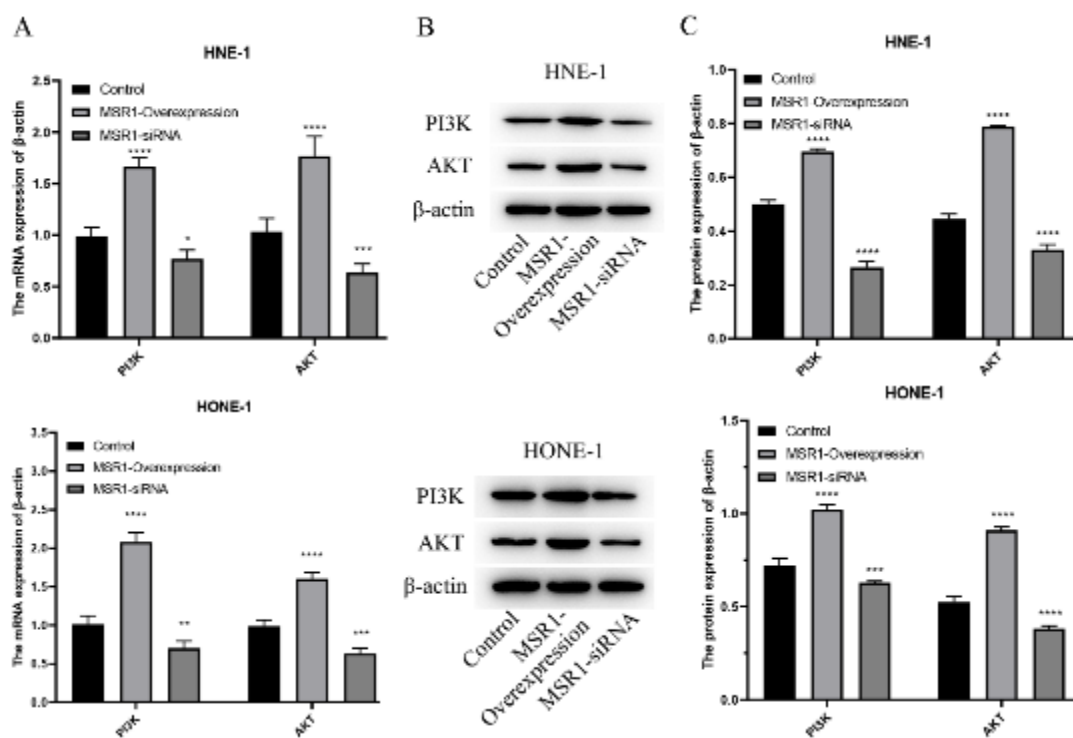 A
HNE-1
The mRNA expression of β-actin
2.5
2.0
1.5
1.0
0.5
0.0
Control
MSR1-Overexpression
MSR1-siRNA
****
*
****
***
PI3K
AKT
B
HNE-1
PI3K
AKT
β-actin
Control
MSR1-
Overexpression
MSR1-siRNA
C
HNE-1
The protein expression of β-actin
1.0
0.8
0.6
0.4
0.2
0.0
Control
MSR1 Overexpression
MSR1-siRNA
****
****
****
****
PI3K
AKT
HONE-1
The mRNA expression of β-actin
3.5
3.0
2.5
2.0
1.5
1.0
0.5
0.0
Control
MSR1-Overexpression
MSR1-siRNA
****
**
****
***
PI3K
AKT
HONE-1
PI3K
AKT
β-actin
Control
MSR1-
Overexpression
MSR1-siRNA
HONE-1
The protein expression of β-actin
1.5
1.0
0.5
0.0
Control
MSR1-Overexpression
MSR1-siRNA
****
***
****
****
PI3K
AKT